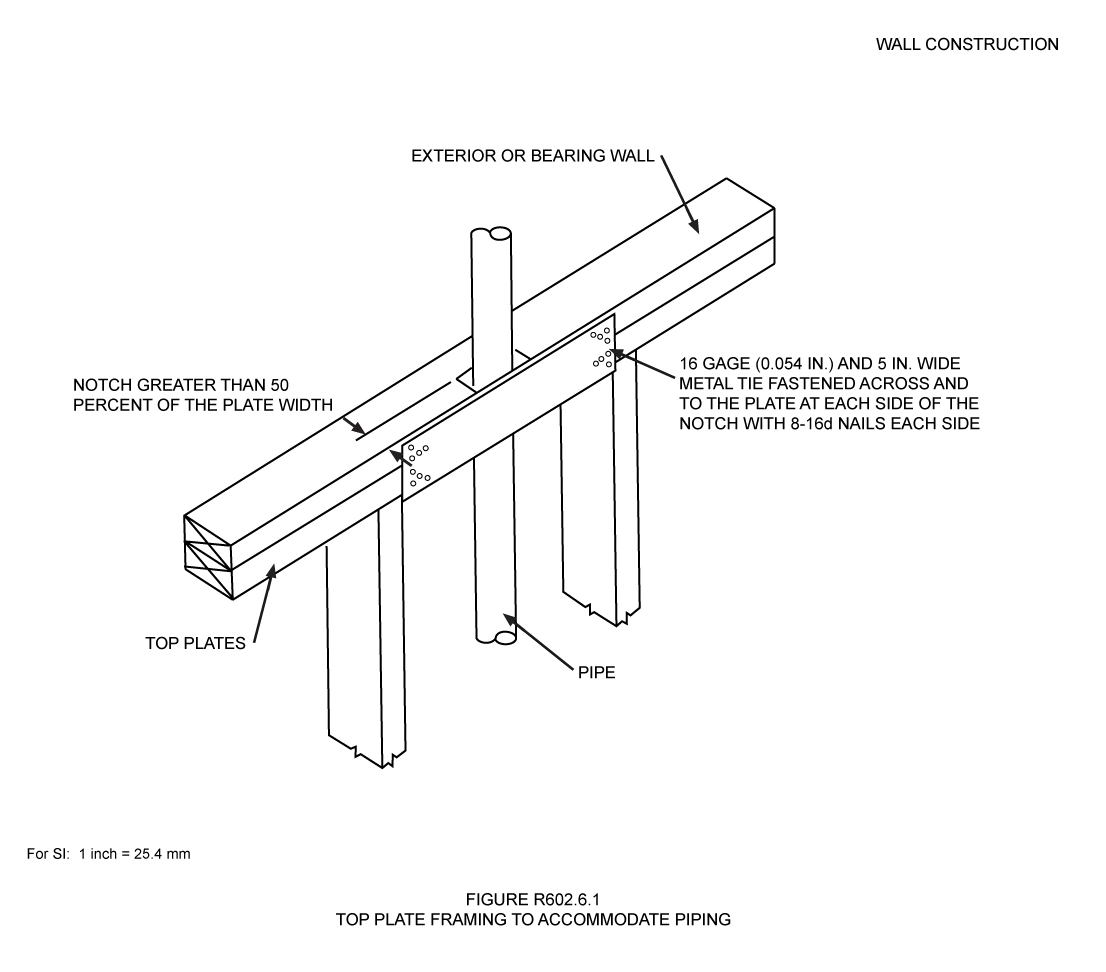 WALL CONSTRUCTION
EXTERIOR OR BEARING WALL
16 GAGE (0.054 IN.) AND 5 IN. WIDE
METAL TIE FASTENED ACROSS AND
TO THE PLATE AT EACH SIDE OF THE
NOTCH WITH 8-16d NAILS EACH SIDE
NOTCH GREATER THAN 50
PERCENT OF THE PLATE WIDTH
TOP PLATES
PIPE
For SI: 1 inch = 25.4 mm
FIGURE R602.6.1
TOP PLATE FRAMING TO ACCOMMODATE PIPING